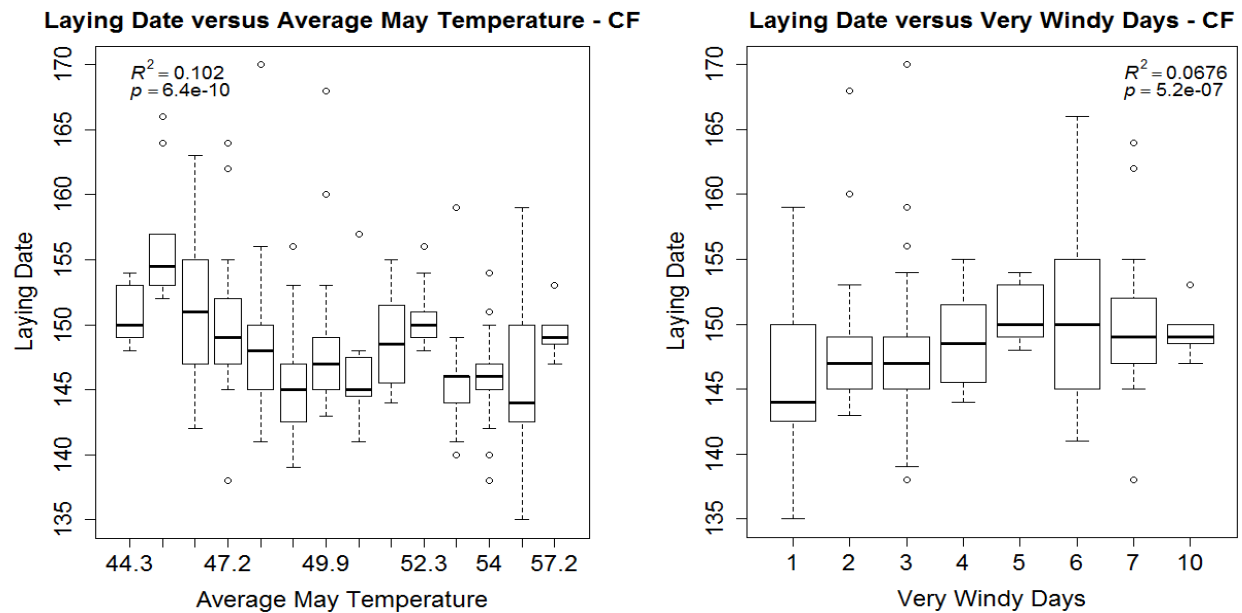 Laying Date versus Average May Temperature - CF
R² = 0.102
p = 6.4e-10
170
165
160
155
150
145
140
135
Laying Date
44.3 47.2 49.9 52.3 54 57.2
Average May Temperature
Laying Date versus Very Windy Days - CF
R² = 0.0676
p = 5.2e-07
170
165
160
155
150
145
140
135
Laying Date
1 2 3 4 5 6 7 10
Very Windy Days